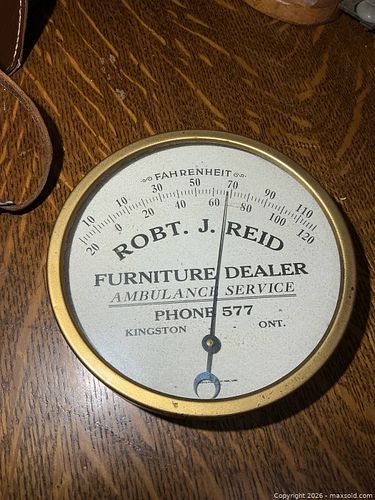 FAHRENHEIT
10 30 50 70 90 110
20 0 20 40 60 80 100 120
ROBT. J. REID
FURNITURE DEALER
AMBULANCE SERVICE
PHONE 577
KINGSTON ONT.
Copyright 2026 - maxsold.com